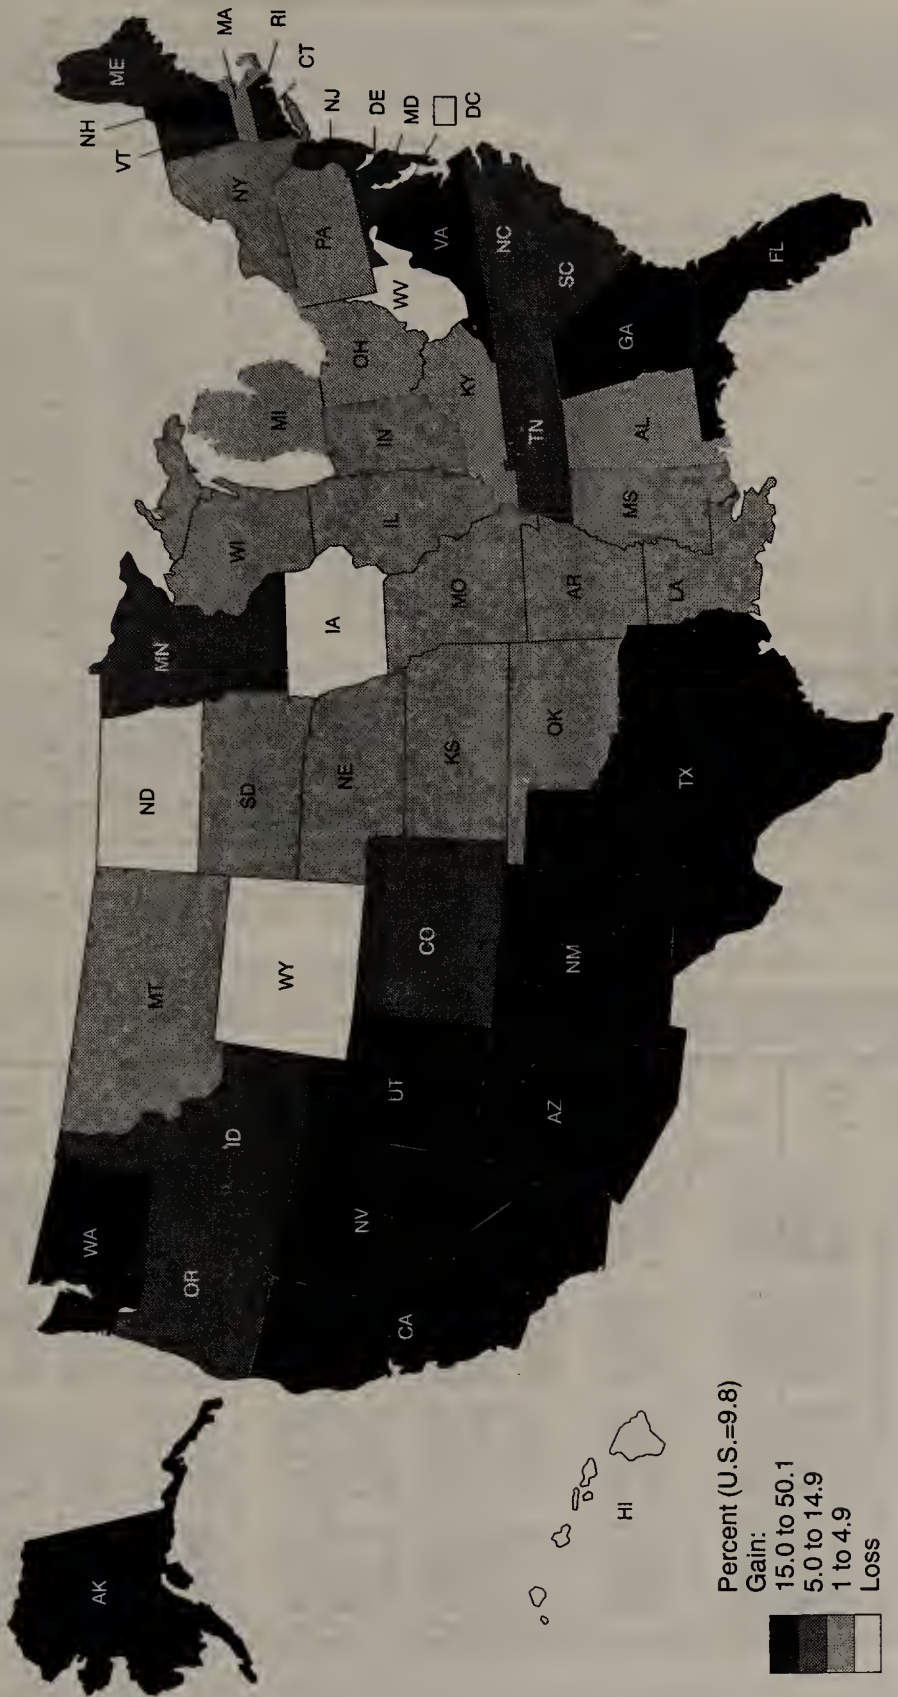 AK
HI
WA
OR
CA
NV
ID
UT
AZ
MT
WY
CO
NM
ND
SD
NE
KS
OK
TX
MN
IA
MO
AR
LA
WI
IL
MI
IN
OH
KY
TN
MS
AL
GA
FL
SC
NC
VA
WV
PA
NY
VT
NH
ME
MA
RI
CT
NJ
DE
MD
DC
Percent (U.S.=9.8)
Gain:
15.0 to 50.1
5.0 to 14.9
1 to 4.9
Loss